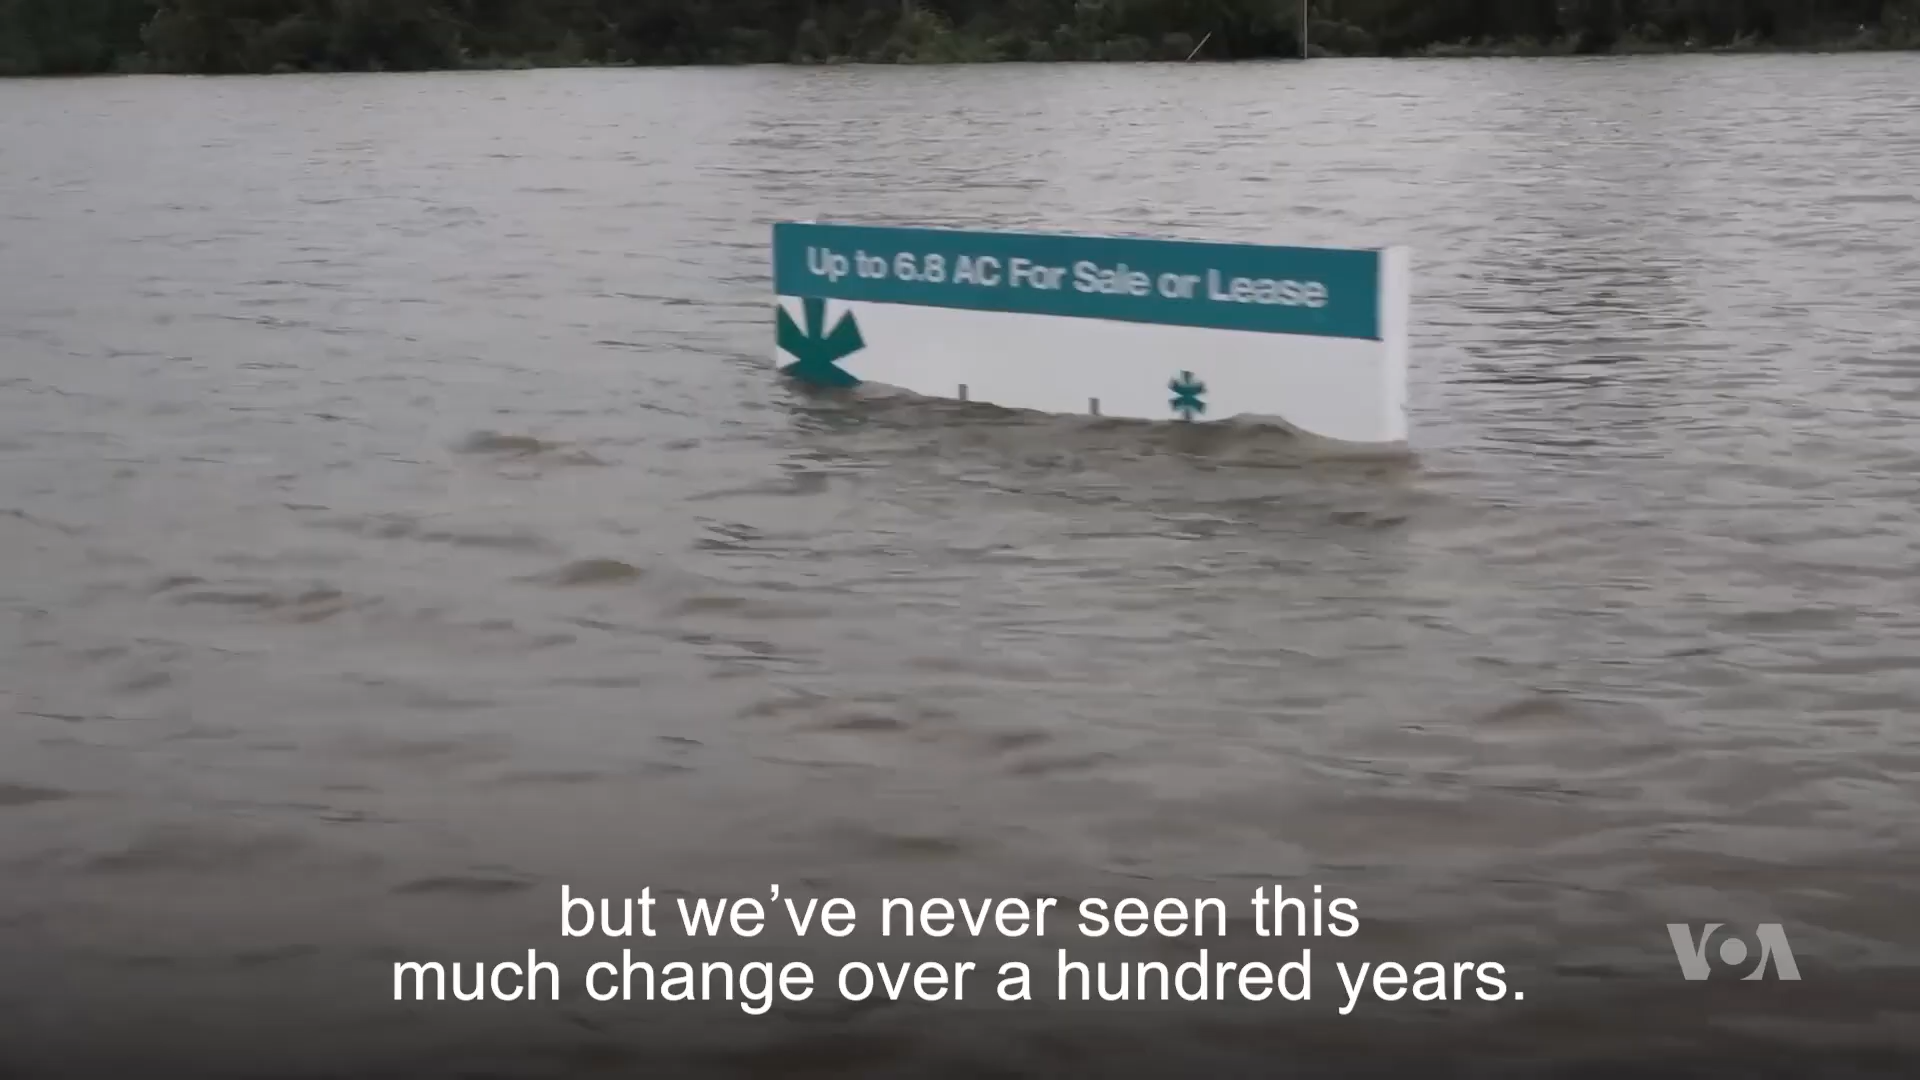 Up to 6.8 AC For Sale or Lease
but we’ve never seen this
much change over a hundred years.
VOA